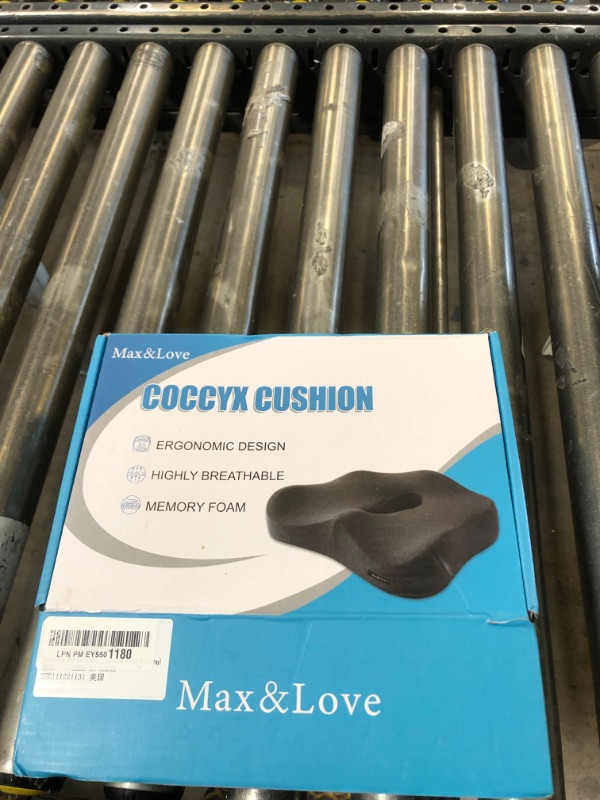 Max&Love
COCCYX CUSHION
ERGONOMIC DESIGN
HIGHLY BREATHABLE
MEMORY FOAM
LPN PM EY550 1180
美国
Max&Love